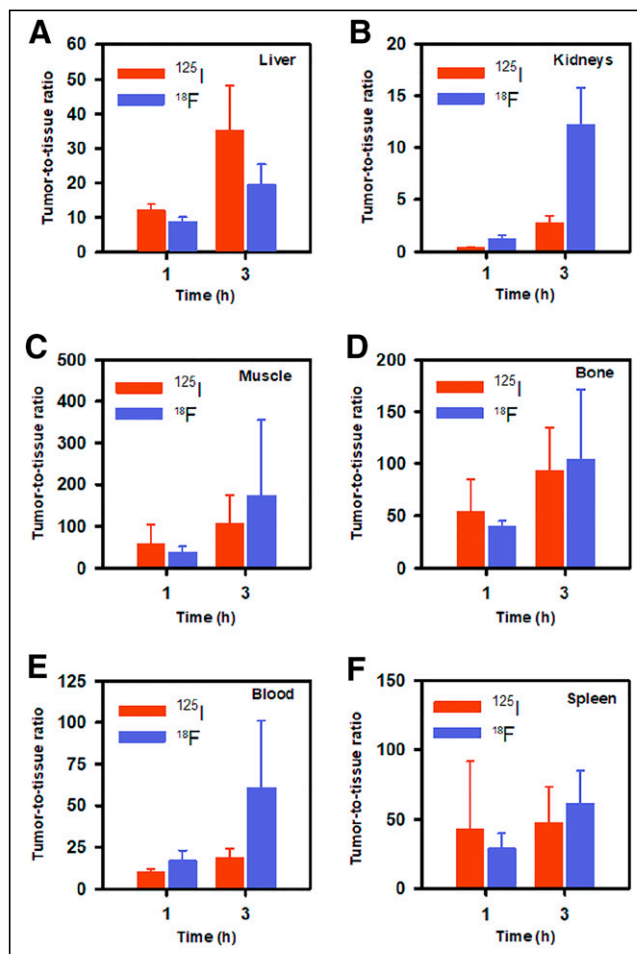 A
Liver
60
50
40
30
20
10
0
Tumor-to-tissue ratio
125I
18F
1 3
Time (h)
B
Kidneys
20
15
10
5
0
Tumor-to-tissue ratio
125I
18F
1 3
Time (h)
C
Muscle
500
400
300
200
100
0
Tumor-to-tissue ratio
125I
18F
1 3
Time (h)
D
Bone
200
150
100
50
0
Tumor-to-tissue ratio
125I
18F
1 3
Time (h)
E
Blood
125
100
75
50
25
0
Tumor-to-tissue ratio
125I
18F
1 3
Time (h)
F
Spleen
150
100
50
0
Tumor-to-tissue ratio
125I
18F
1 3
Time (h)